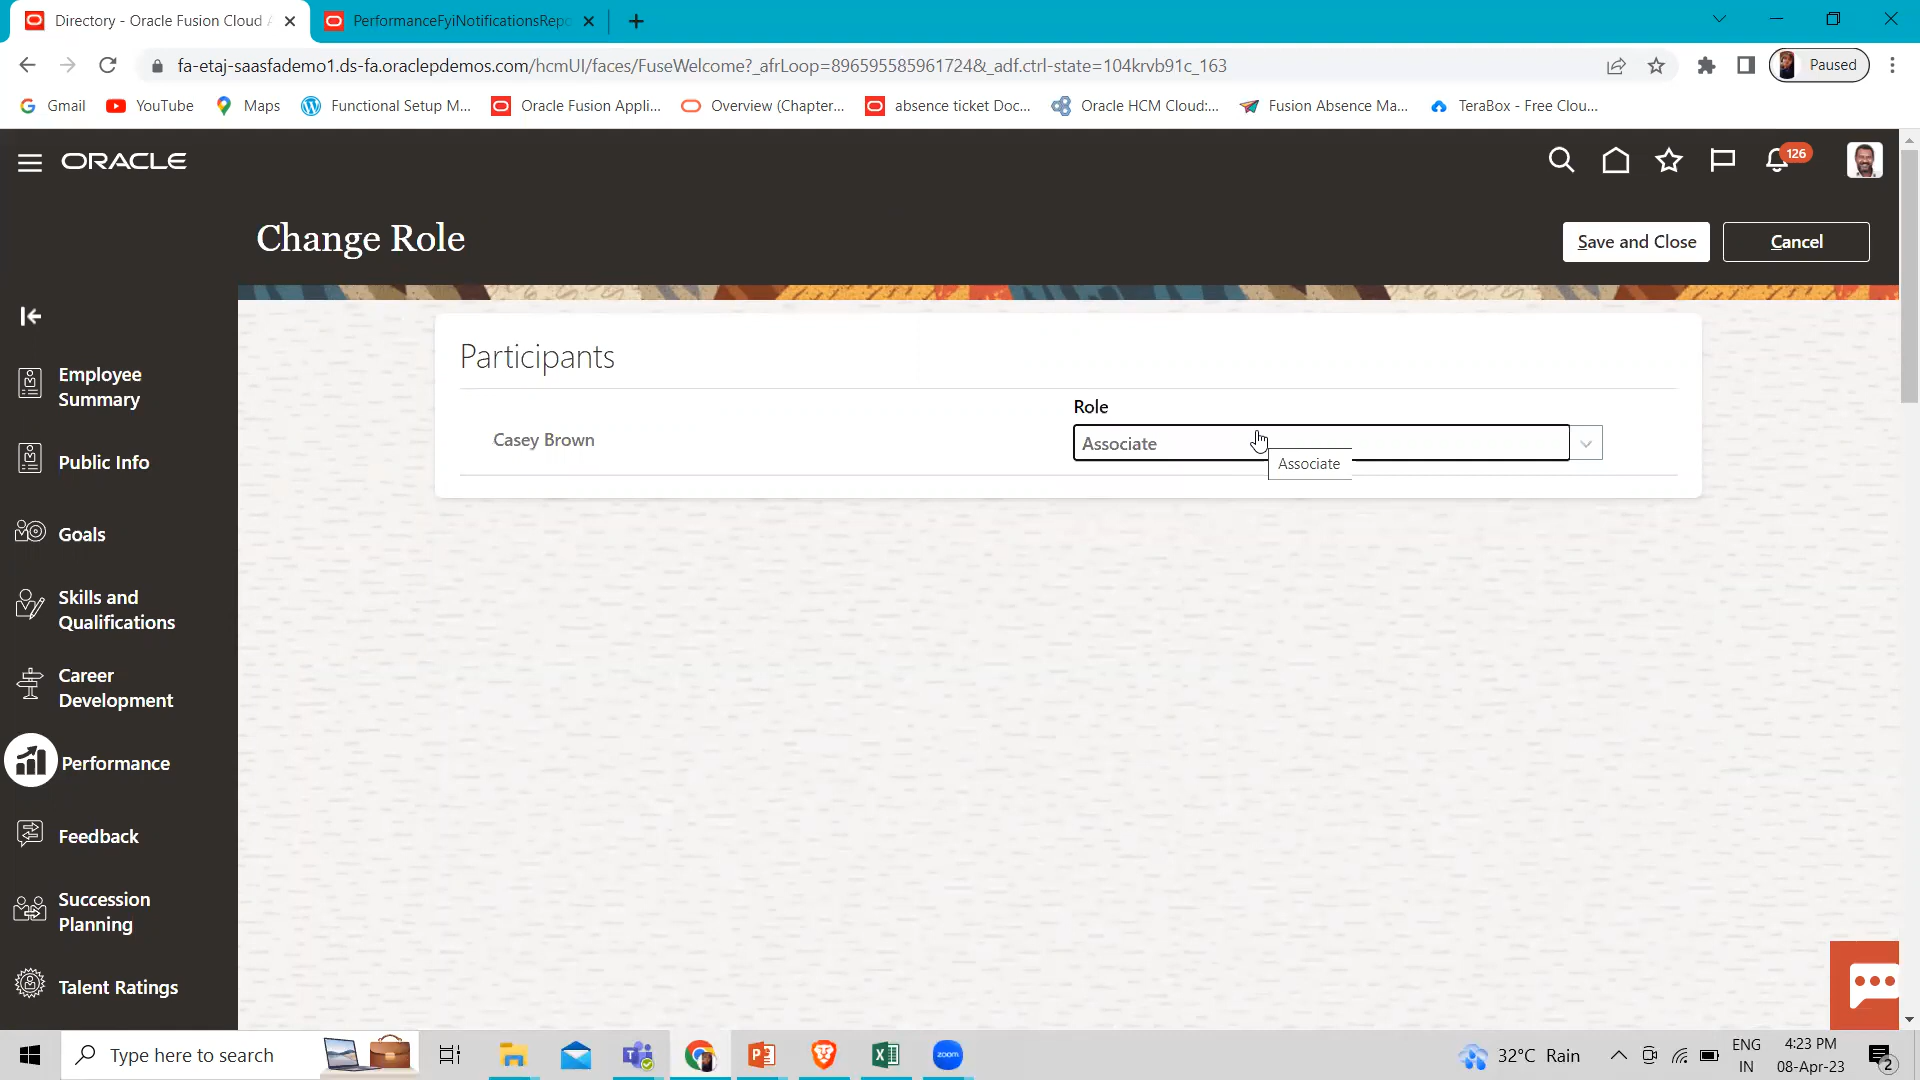 Directory - Oracle Fusion Cloud A
PerformanceFyiNotificationsRepo
fa-etaj-saasfademo1.ds-fa.oraclepdemos.com/hcmUI/faces/FuseWelcome?_afrLoop=896595585961724&_adf.ctrl-state=104krvb91c_163
Paused
Gmail
YouTube
Maps
Functional Setup M...
Oracle Fusion Appli...
Overview (Chapter...
absence ticket Doc...
Oracle HCM Cloud:...
Fusion Absence Ma...
TeraBox - Free Clou...
ORACLE
126
Change Role
Save and Close
Cancel
Participants
Role
Casey Brown
Associate
Associate
Employee
Summary
Public Info
Goals
Skills and
Qualifications
Career
Development
Performance
Feedback
Succession
Planning
Talent Ratings
Type here to search
zoom
32°C Rain
ENG
IN
4:23 PM
08-Apr-23
2